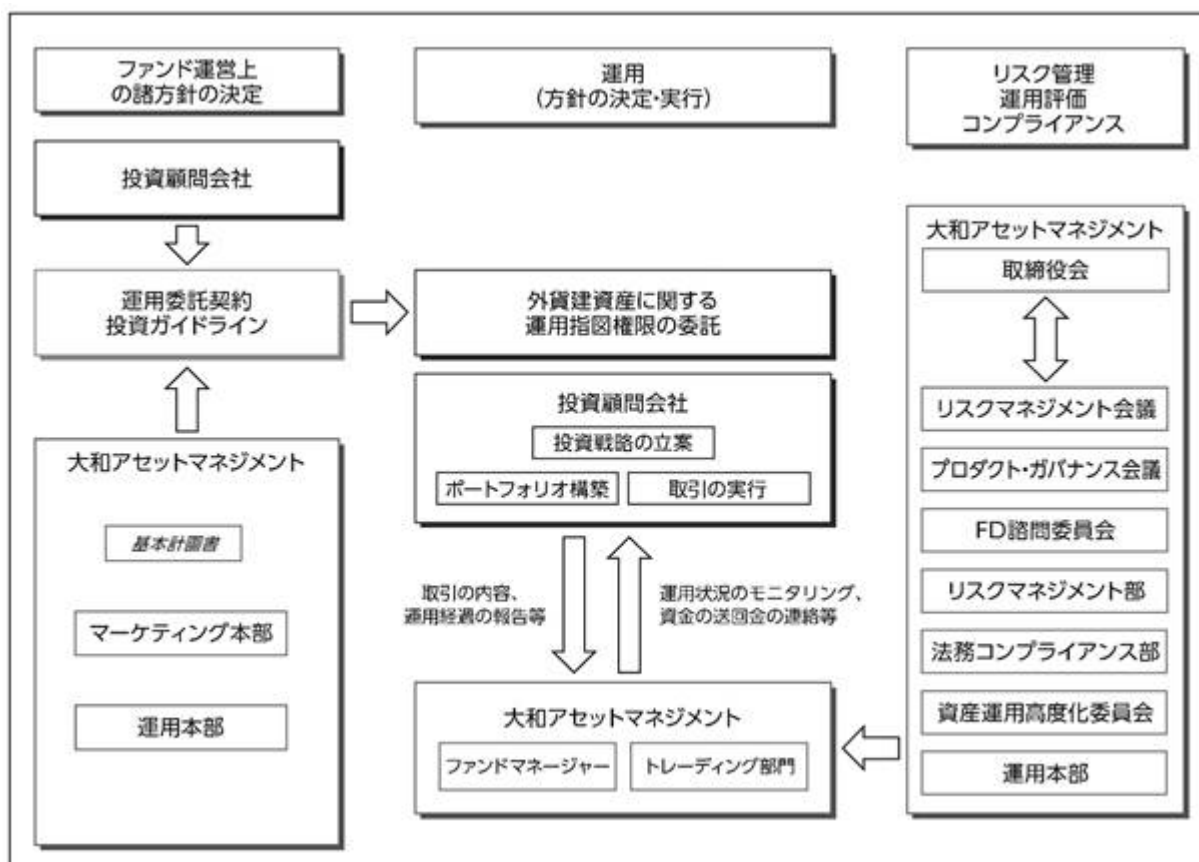 ファンド運営上
の諸方針の決定
投資顧問会社
運用委託契約
投資ガイドライン
大和アセットマネジメント
基本計画書
マーケティング本部
運用本部
運用
(方針の決定・実行)
外貨建資産に関する
運用指図権限の委託
投資顧問会社
投資戦略の立案
ポートフォリオ構築
取引の実行
取引の内容、
運用経過の報告等
運用状況のモニタリング、
資金の送回金の連絡等
大和アセットマネジメント
ファンドマネージャー
トレーディング部門
リスク管理
運用評価
コンプライアンス
大和アセットマネジメント
取締役会
リスクマネジメント会議
プロダクト・ガバナンス会議
FD諮問委員会
リスクマネジメント部
法務コンプライアンス部
資産運用高度化委員会
運用本部